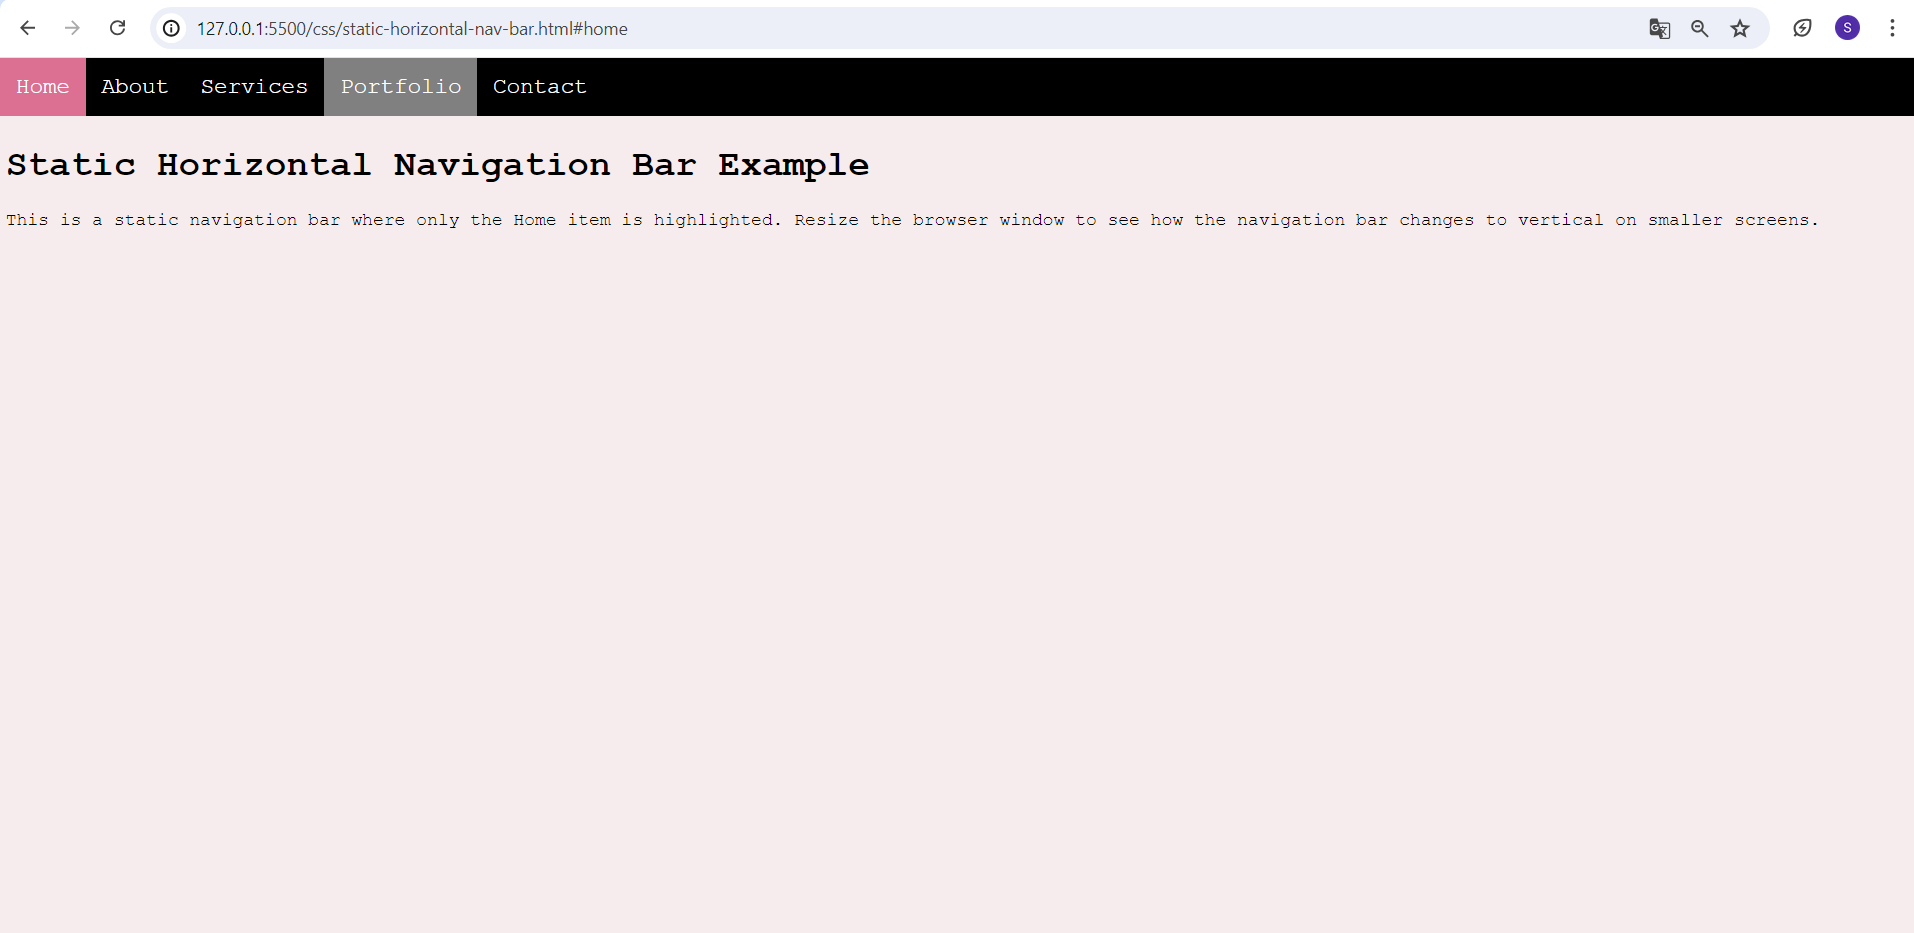 127.0.0.1:5500/css/static-horizontal-nav-bar.html#home
S
Home About Services Portfolio Contact
Static Horizontal Navigation Bar Example
This is a static navigation bar where only the Home item is highlighted. Resize the browser window to see how the navigation bar changes to vertical on smaller screens.